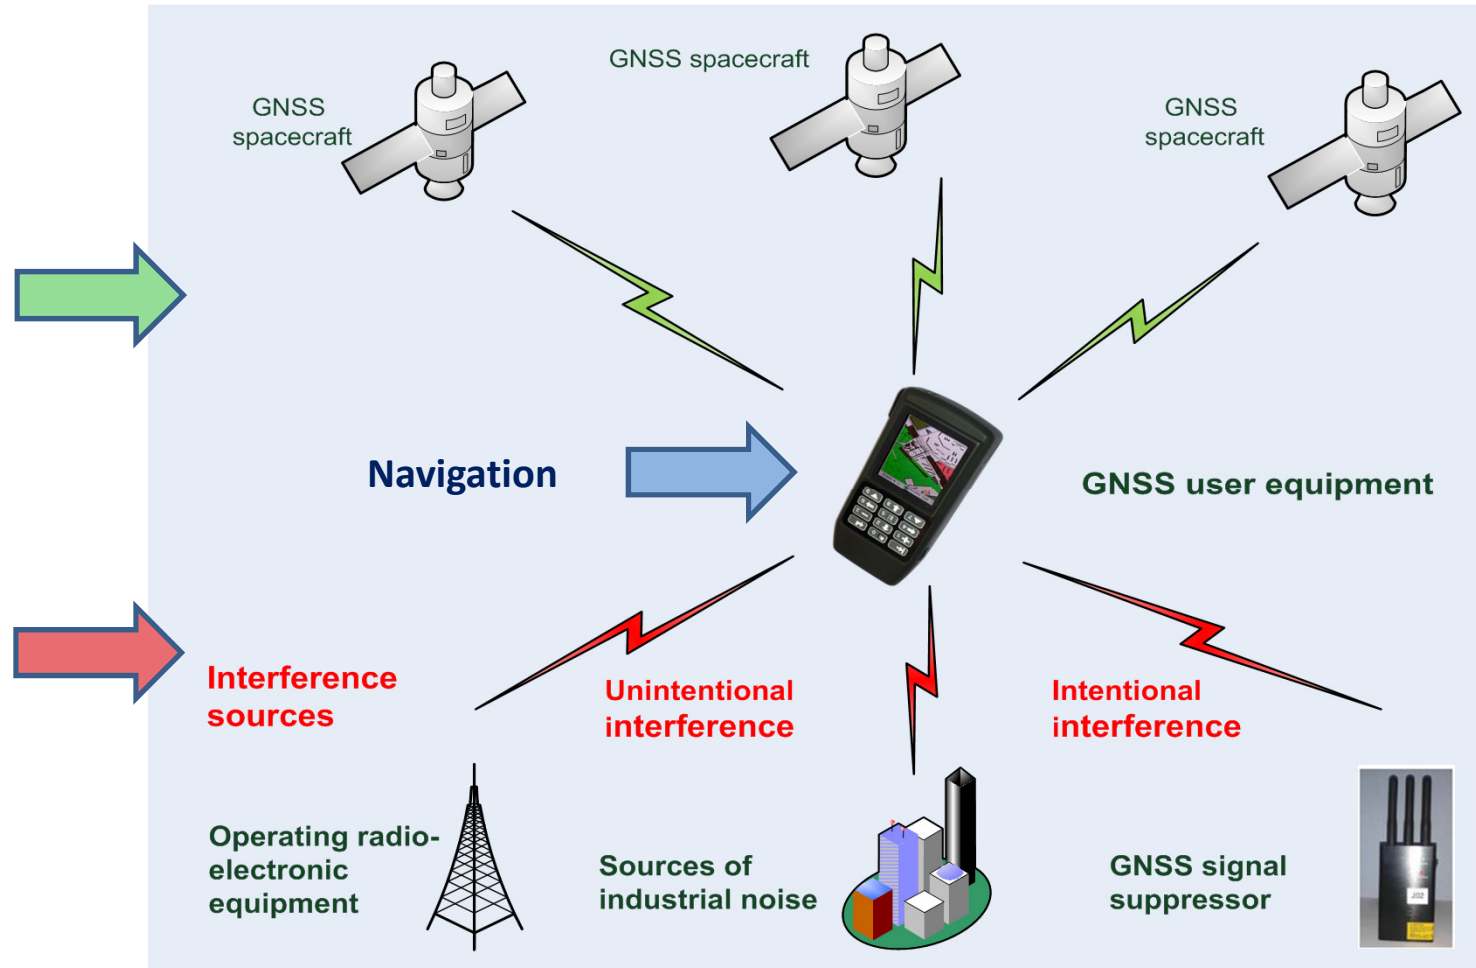 GNSS spacecraft
GNSS
spacecraft
GNSS
spacecraft
Navigation
GNSS user equipment
Interference
sources
Unintentional
interference
Intentional
interference
Operating radio-
electronic
equipment
Sources of
industrial noise
GNSS signal
suppressor